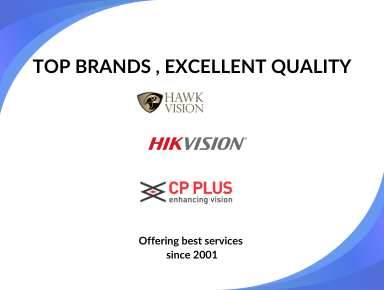 TOP BRANDS , EXCELLENT QUALITY
HAWK
VISION
HIKVISION
CP PLUS
enhancing vision
Offering best services
since 2001